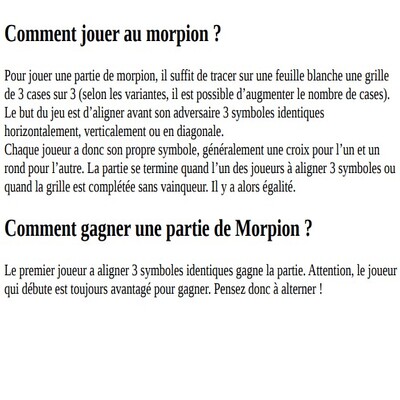 Comment jouer au morpion ?
Pour jouer une partie de morpion, il suffit de tracer sur une feuille blanche une grille
de 3 cases sur 3 (selon les variantes, il est possible d’augmenter le nombre de cases).
Le but du jeu est d’aligner avant son adversaire 3 symboles identiques
horizontalement, verticalement ou en diagonale.
Chaque joueur a donc son propre symbole, généralement une croix pour l’un et un
rond pour l’autre. La partie se termine quand l’un des joueurs à aligner 3 symboles ou
quand la grille est complétée sans vainqueur. Il y a alors égalité.
Comment gagner une partie de Morpion ?
Le premier joueur a aligner 3 symboles identiques gagne la partie. Attention, le joueur
qui débute est toujours avantagé pour gagner. Pensez donc à alterner !